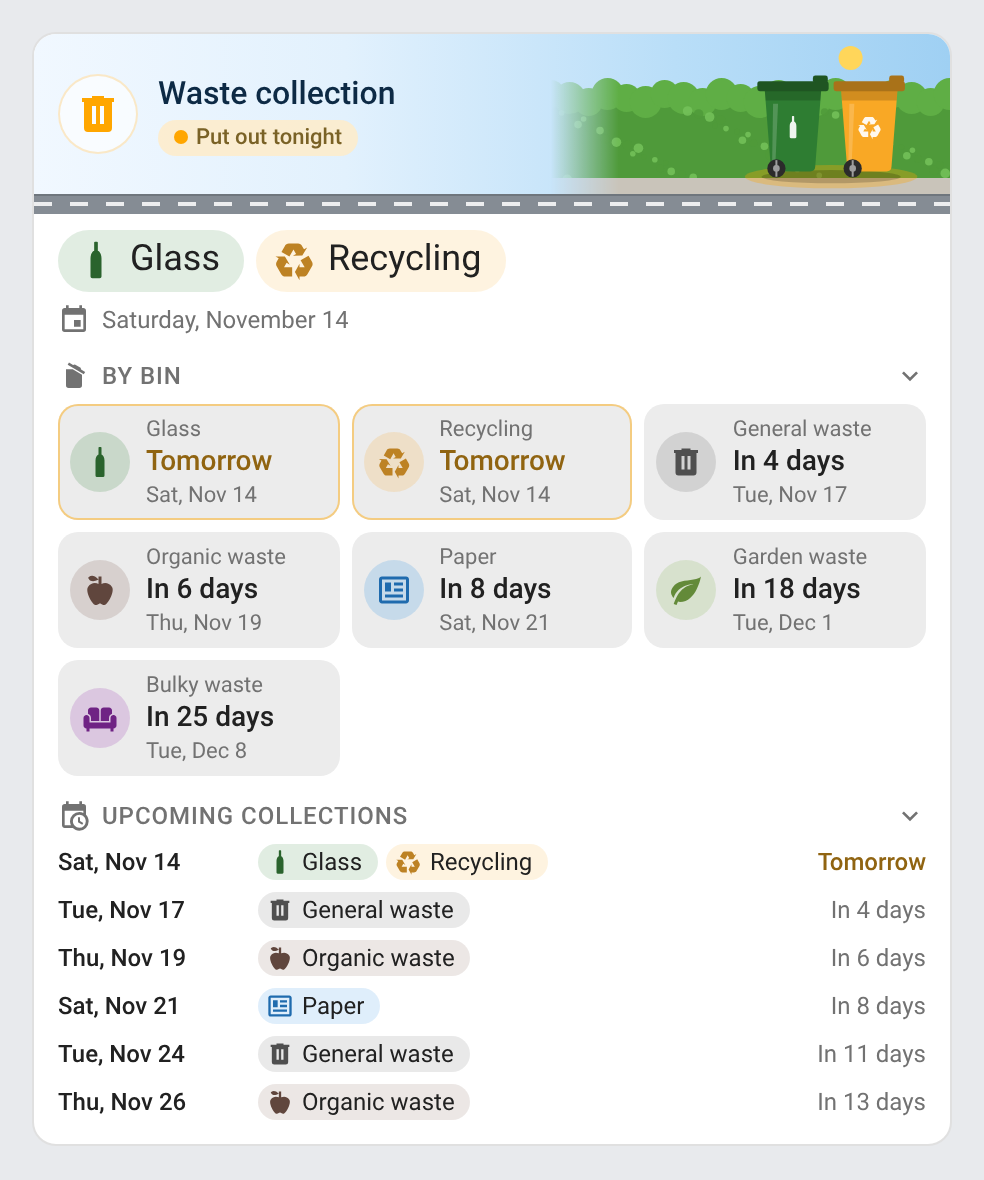 Waste collection
Put out tonight
Glass
Recycling
Saturday, November 14
BY BIN
Glass
Tomorrow
Sat, Nov 14
Recycling
Tomorrow
Sat, Nov 14
General waste
In 4 days
Tue, Nov 17
Organic waste
In 6 days
Thu, Nov 19
Paper
In 8 days
Sat, Nov 21
Garden waste
In 18 days
Tue, Dec 1
Bulky waste
In 25 days
Tue, Dec 8
UPCOMING COLLECTIONS
Sat, Nov 14 Glass Recycling Tomorrow
Tue, Nov 17 General waste In 4 days
Thu, Nov 19 Organic waste In 6 days
Sat, Nov 21 Paper In 8 days
Tue, Nov 24 General waste In 11 days
Thu, Nov 26 Organic waste In 13 days